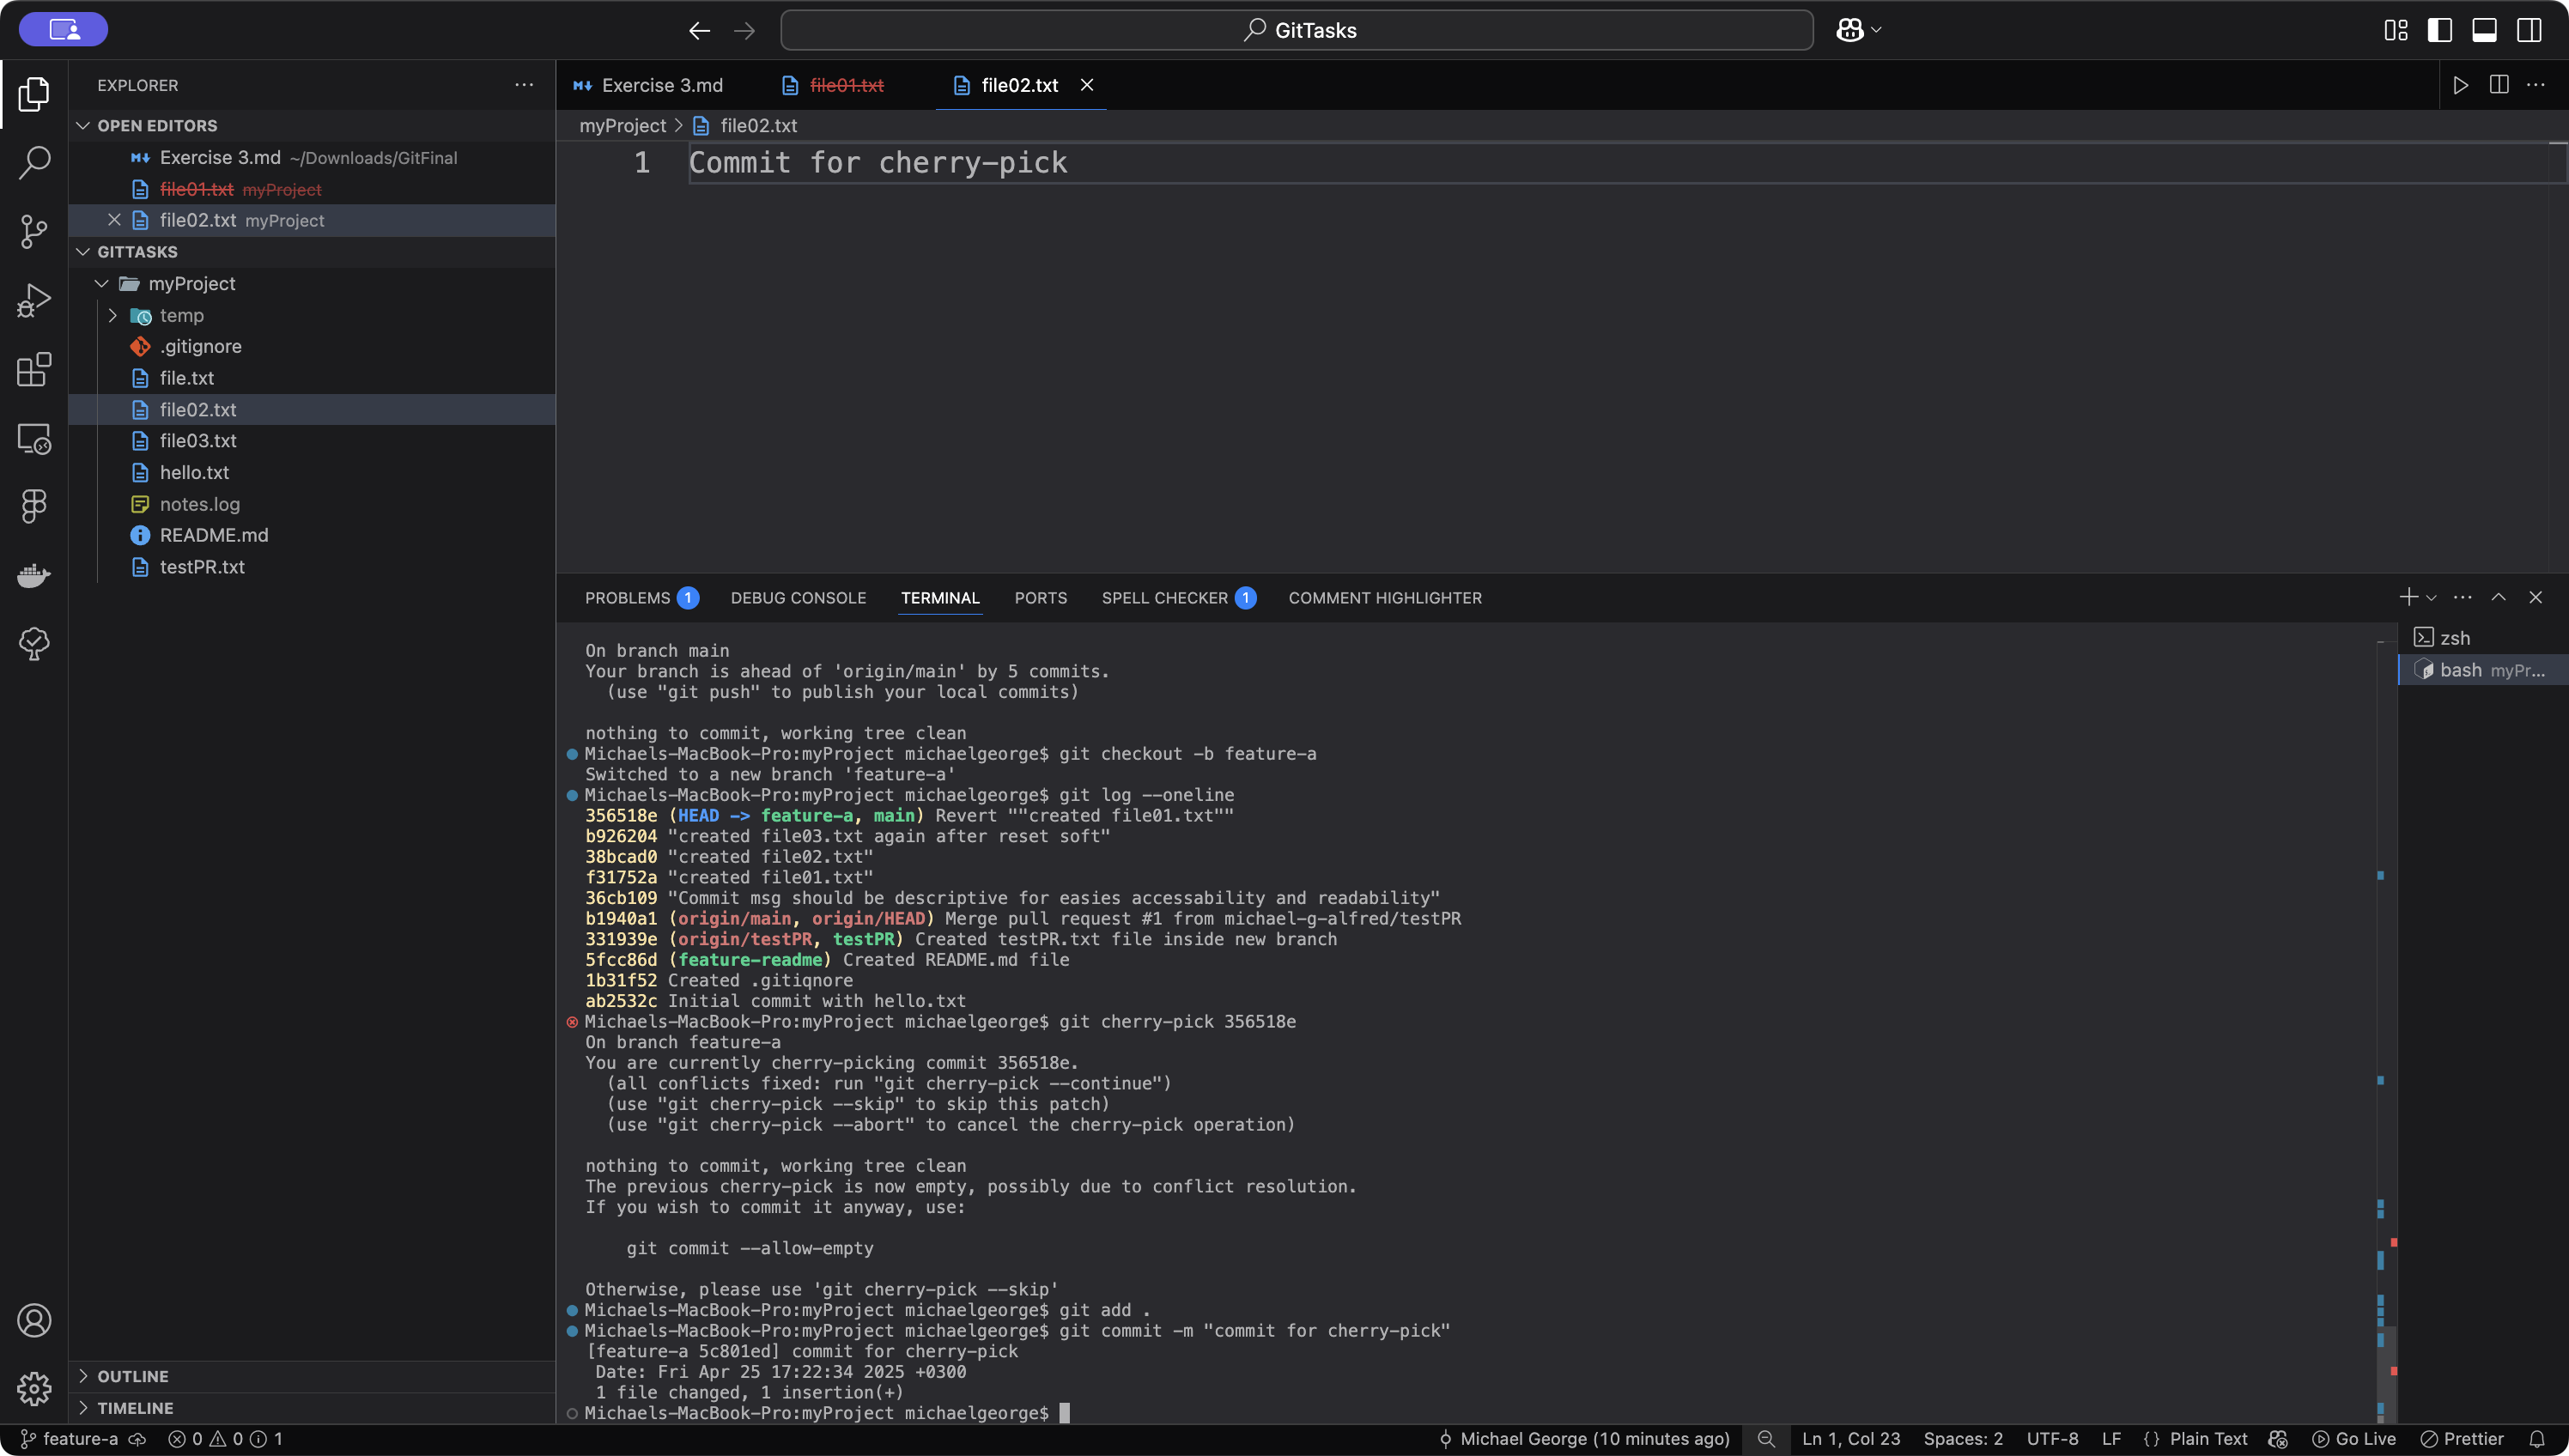 GitTasks
EXPLORER
OPEN EDITORS
Exercise 3.md ~/Downloads/GitFinal
file01.txt myProject
file02.txt myProject
GITTASKS
myProject
temp
.gitignore
file.txt
file02.txt
file03.txt
hello.txt
notes.log
README.md
testPR.txt
OUTLINE
TIMELINE
Exercise 3.md file01.txt file02.txt
myProject > file02.txt
1 Commit for cherry-pick
PROBLEMS 1 DEBUG CONSOLE TERMINAL PORTS SPELL CHECKER 1 COMMENT HIGHLIGHTER
On branch main
Your branch is ahead of 'origin/main' by 5 commits.
(use "git push" to publish your local commits)
nothing to commit, working tree clean
Michaels-MacBook-Pro:myProject michaelgeorge$ git checkout -b feature-a
Switched to a new branch 'feature-a'
Michaels-MacBook-Pro:myProject michaelgeorge$ git log --oneline
356518e (HEAD -> feature-a, main) Revert ""created file01.txt""
b926204 "created file03.txt again after reset soft"
38bcad0 "created file02.txt"
f31752a "created file01.txt"
36cb109 "Commit msg should be descriptive for easies accessability and readability"
b1940a1 (origin/main, origin/HEAD) Merge pull request #1 from michael-g-alfred/testPR
331939e (origin/testPR, testPR) Created testPR.txt file inside new branch
5fcc86d (feature-readme) Created README.md file
1b31f52 Created .gitiqnore
ab2532c Initial commit with hello.txt
Michaels-MacBook-Pro:myProject michaelgeorge$ git cherry-pick 356518e
On branch feature-a
You are currently cherry-picking commit 356518e.
(all conflicts fixed: run "git cherry-pick --continue")
(use "git cherry-pick --skip" to skip this patch)
(use "git cherry-pick --abort" to cancel the cherry-pick operation)
nothing to commit, working tree clean
The previous cherry-pick is now empty, possibly due to conflict resolution.
If you wish to commit it anyway, use:
git commit --allow-empty
Otherwise, please use 'git cherry-pick --skip'
Michaels-MacBook-Pro:myProject michaelgeorge$ git add .
Michaels-MacBook-Pro:myProject michaelgeorge$ git commit -m "commit for cherry-pick"
[feature-a 5c801ed] commit for cherry-pick
Date: Fri Apr 25 17:22:34 2025 +0300
1 file changed, 1 insertion(+)
Michaels-MacBook-Pro:myProject michaelgeorge$
zsh
bash myPr...
feature-a 0 0 1 Michael George (10 minutes ago) Ln 1, Col 23 Spaces: 2 UTF-8 LF {} Plain Text Go Live Prettier